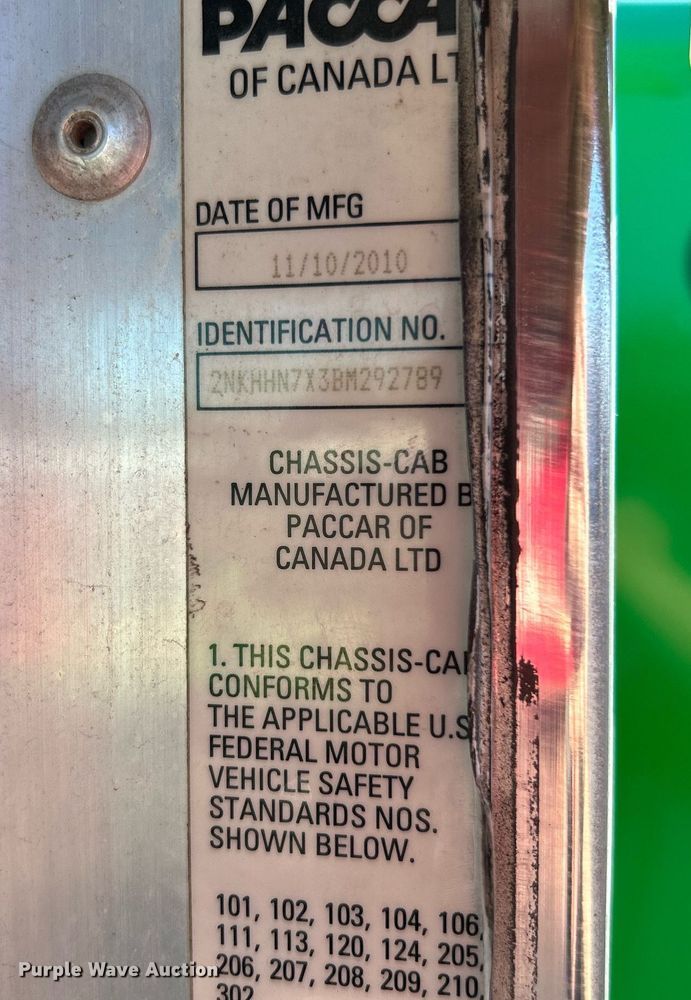 PACCA
OF CANADA LT
DATE OF MFG
11/10/2010
IDENTIFICATION NO.
2NKHHN7X3BM292789
CHASSIS-CAB
MANUFACTURED B
PACCAR OF
CANADA LTD
1. THIS CHASSIS-CA
CONFORMS TO
THE APPLICABLE U.S
FEDERAL MOTOR
VEHICLE SAFETY
STANDARDS NOS.
SHOWN BELOW.
101, 102, 103, 104, 106,
111, 113, 120, 124, 205,
206, 207, 208, 209, 210,
302
Purple Wave Auction